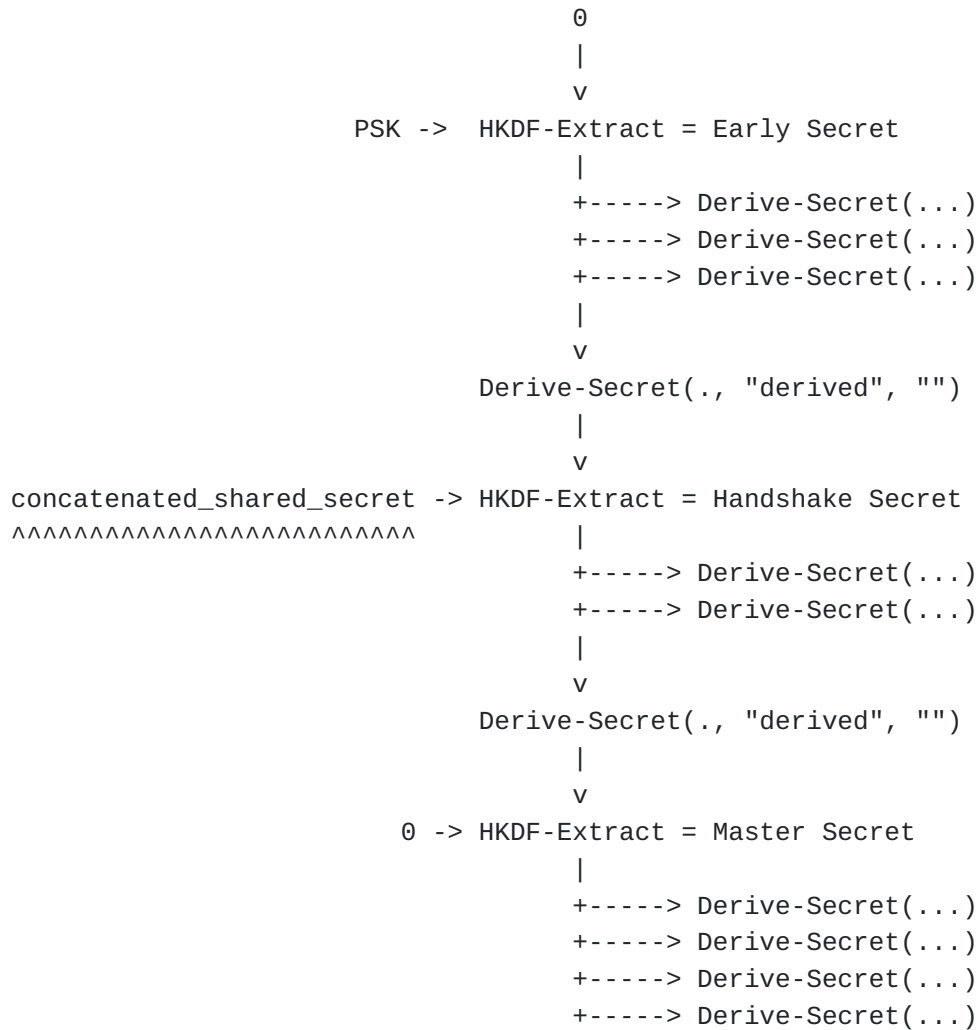 0
                                    |
                                    v
                      PSK ->  HKDF-Extract = Early Secret
                                    |
                                    +-----> Derive-Secret(...)
                                    +-----> Derive-Secret(...)
                                    +-----> Derive-Secret(...)
                                    |
                                    v
                              Derive-Secret(., "derived", "")
                                    |
                                    v
concatenated_shared_secret -> HKDF-Extract = Handshake Secret
^^^^^^^^^^^^^^^^^^^^^^^^^^          |
                                    +-----> Derive-Secret(...)
                                    +-----> Derive-Secret(...)
                                    |
                                    v
                              Derive-Secret(., "derived", "")
                                    |
                                    v
                         0 -> HKDF-Extract = Master Secret
                                    |
                                    +-----> Derive-Secret(...)
                                    +-----> Derive-Secret(...)
                                    +-----> Derive-Secret(...)
                                    +-----> Derive-Secret(...)